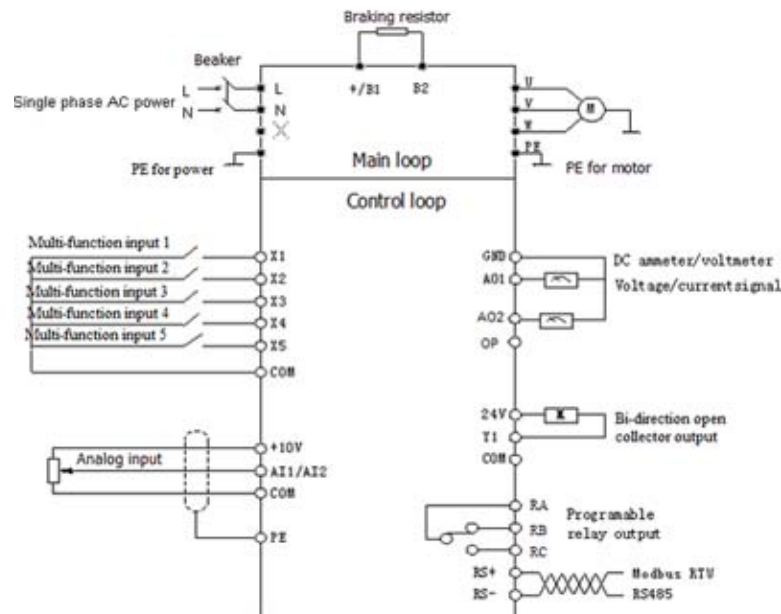 Braking resistor
Beaker
+/B1 B2
L L
Single phase AC power
N N
U
V
W
M
PE
PE for power
PE for motor
Main loop
Control loop
Multi-function input 1
X1
Multi-function input 2
X2
Multi-function input 3
X3
Multi-function input 4
X4
Multi-function input 5
X5
COM
GND
DC ammeter/voltmeter
AO1
Voltage/currentsignal
AO2
OP
24V
Bi-direction open
Y1
collector output
COM
+10V
Analog input
AI1/AI2
COM
PE
RA
Programable
RB
relay output
RC
RS+
Modbus RTU
RS-
RS485